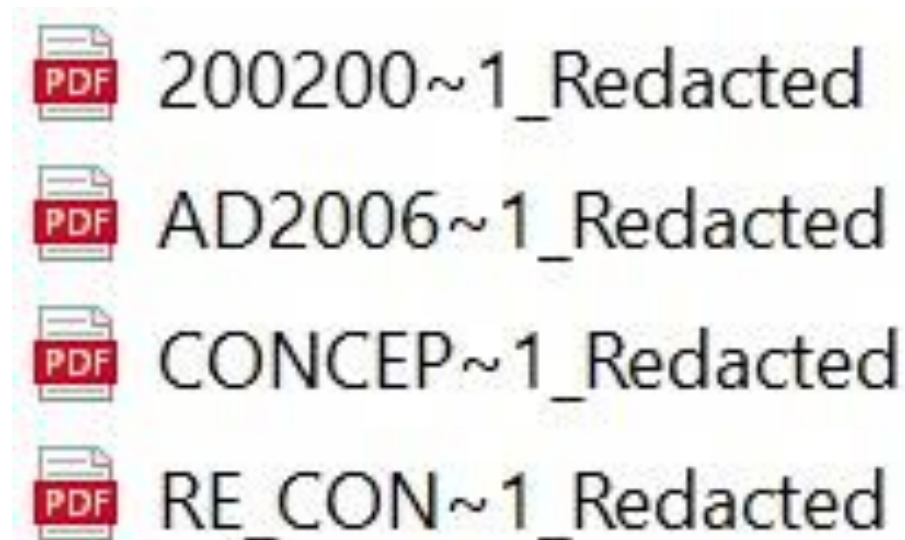 PDF 200200~1_Redacted
PDF AD2006~1_Redacted
PDF CONCEP~1_Redacted
PDF RE_CON~1_Redacted